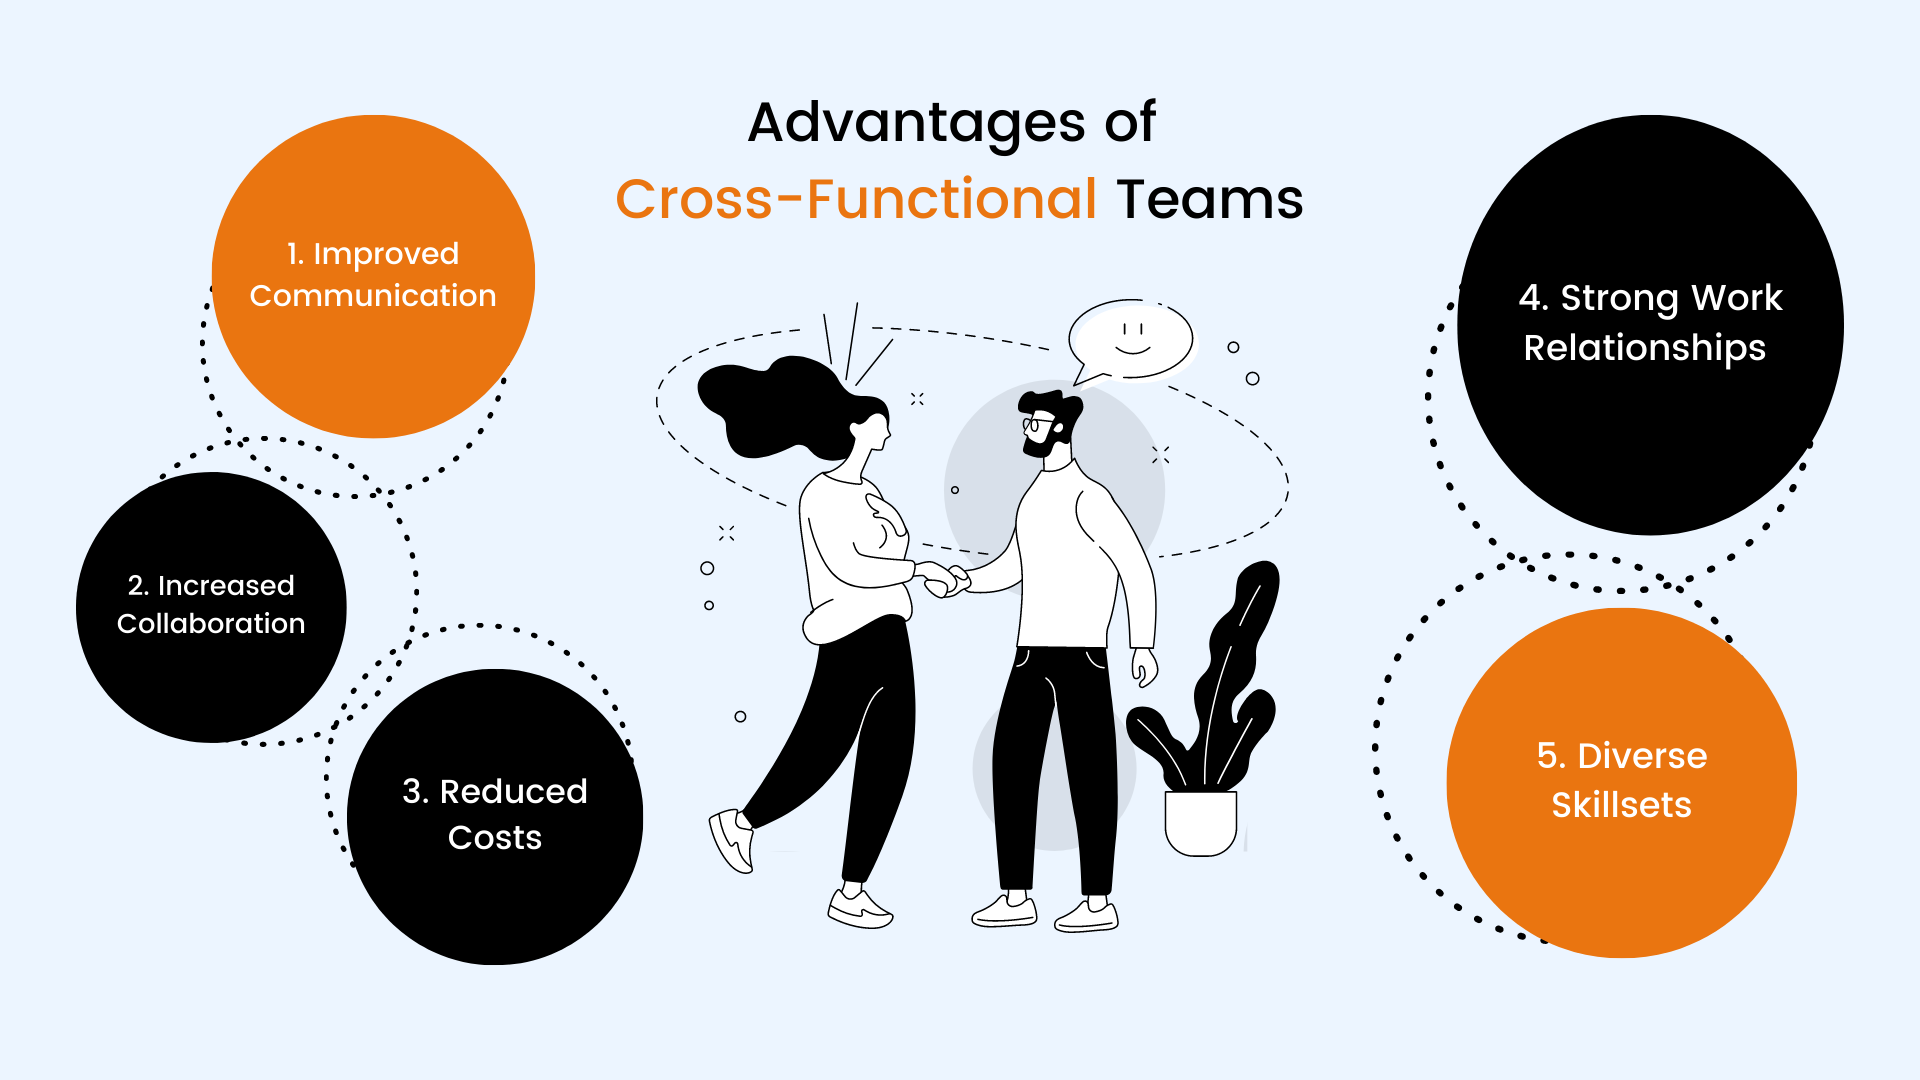 Advantages of
Cross-Functional Teams
1. Improved
Communication
2. Increased
Collaboration
3. Reduced
Costs
4. Strong Work
Relationships
5. Diverse
Skillsets